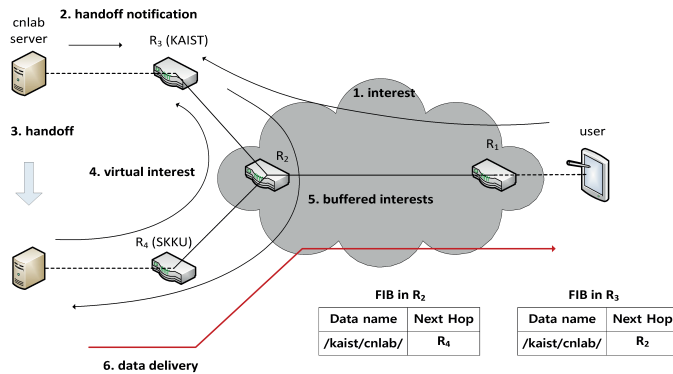 2. handoff notification
cnlab
server
R3 (KAIST)
1. interest
R1
user
3. handoff
4. virtual interest
R2
5. buffered interests
R4 (SKKU)
FIB in R2
Data name Next Hop
/kaist/cnlab/ R4
FIB in R3
Data name Next Hop
/kaist/cnlab/ R2
6. data delivery